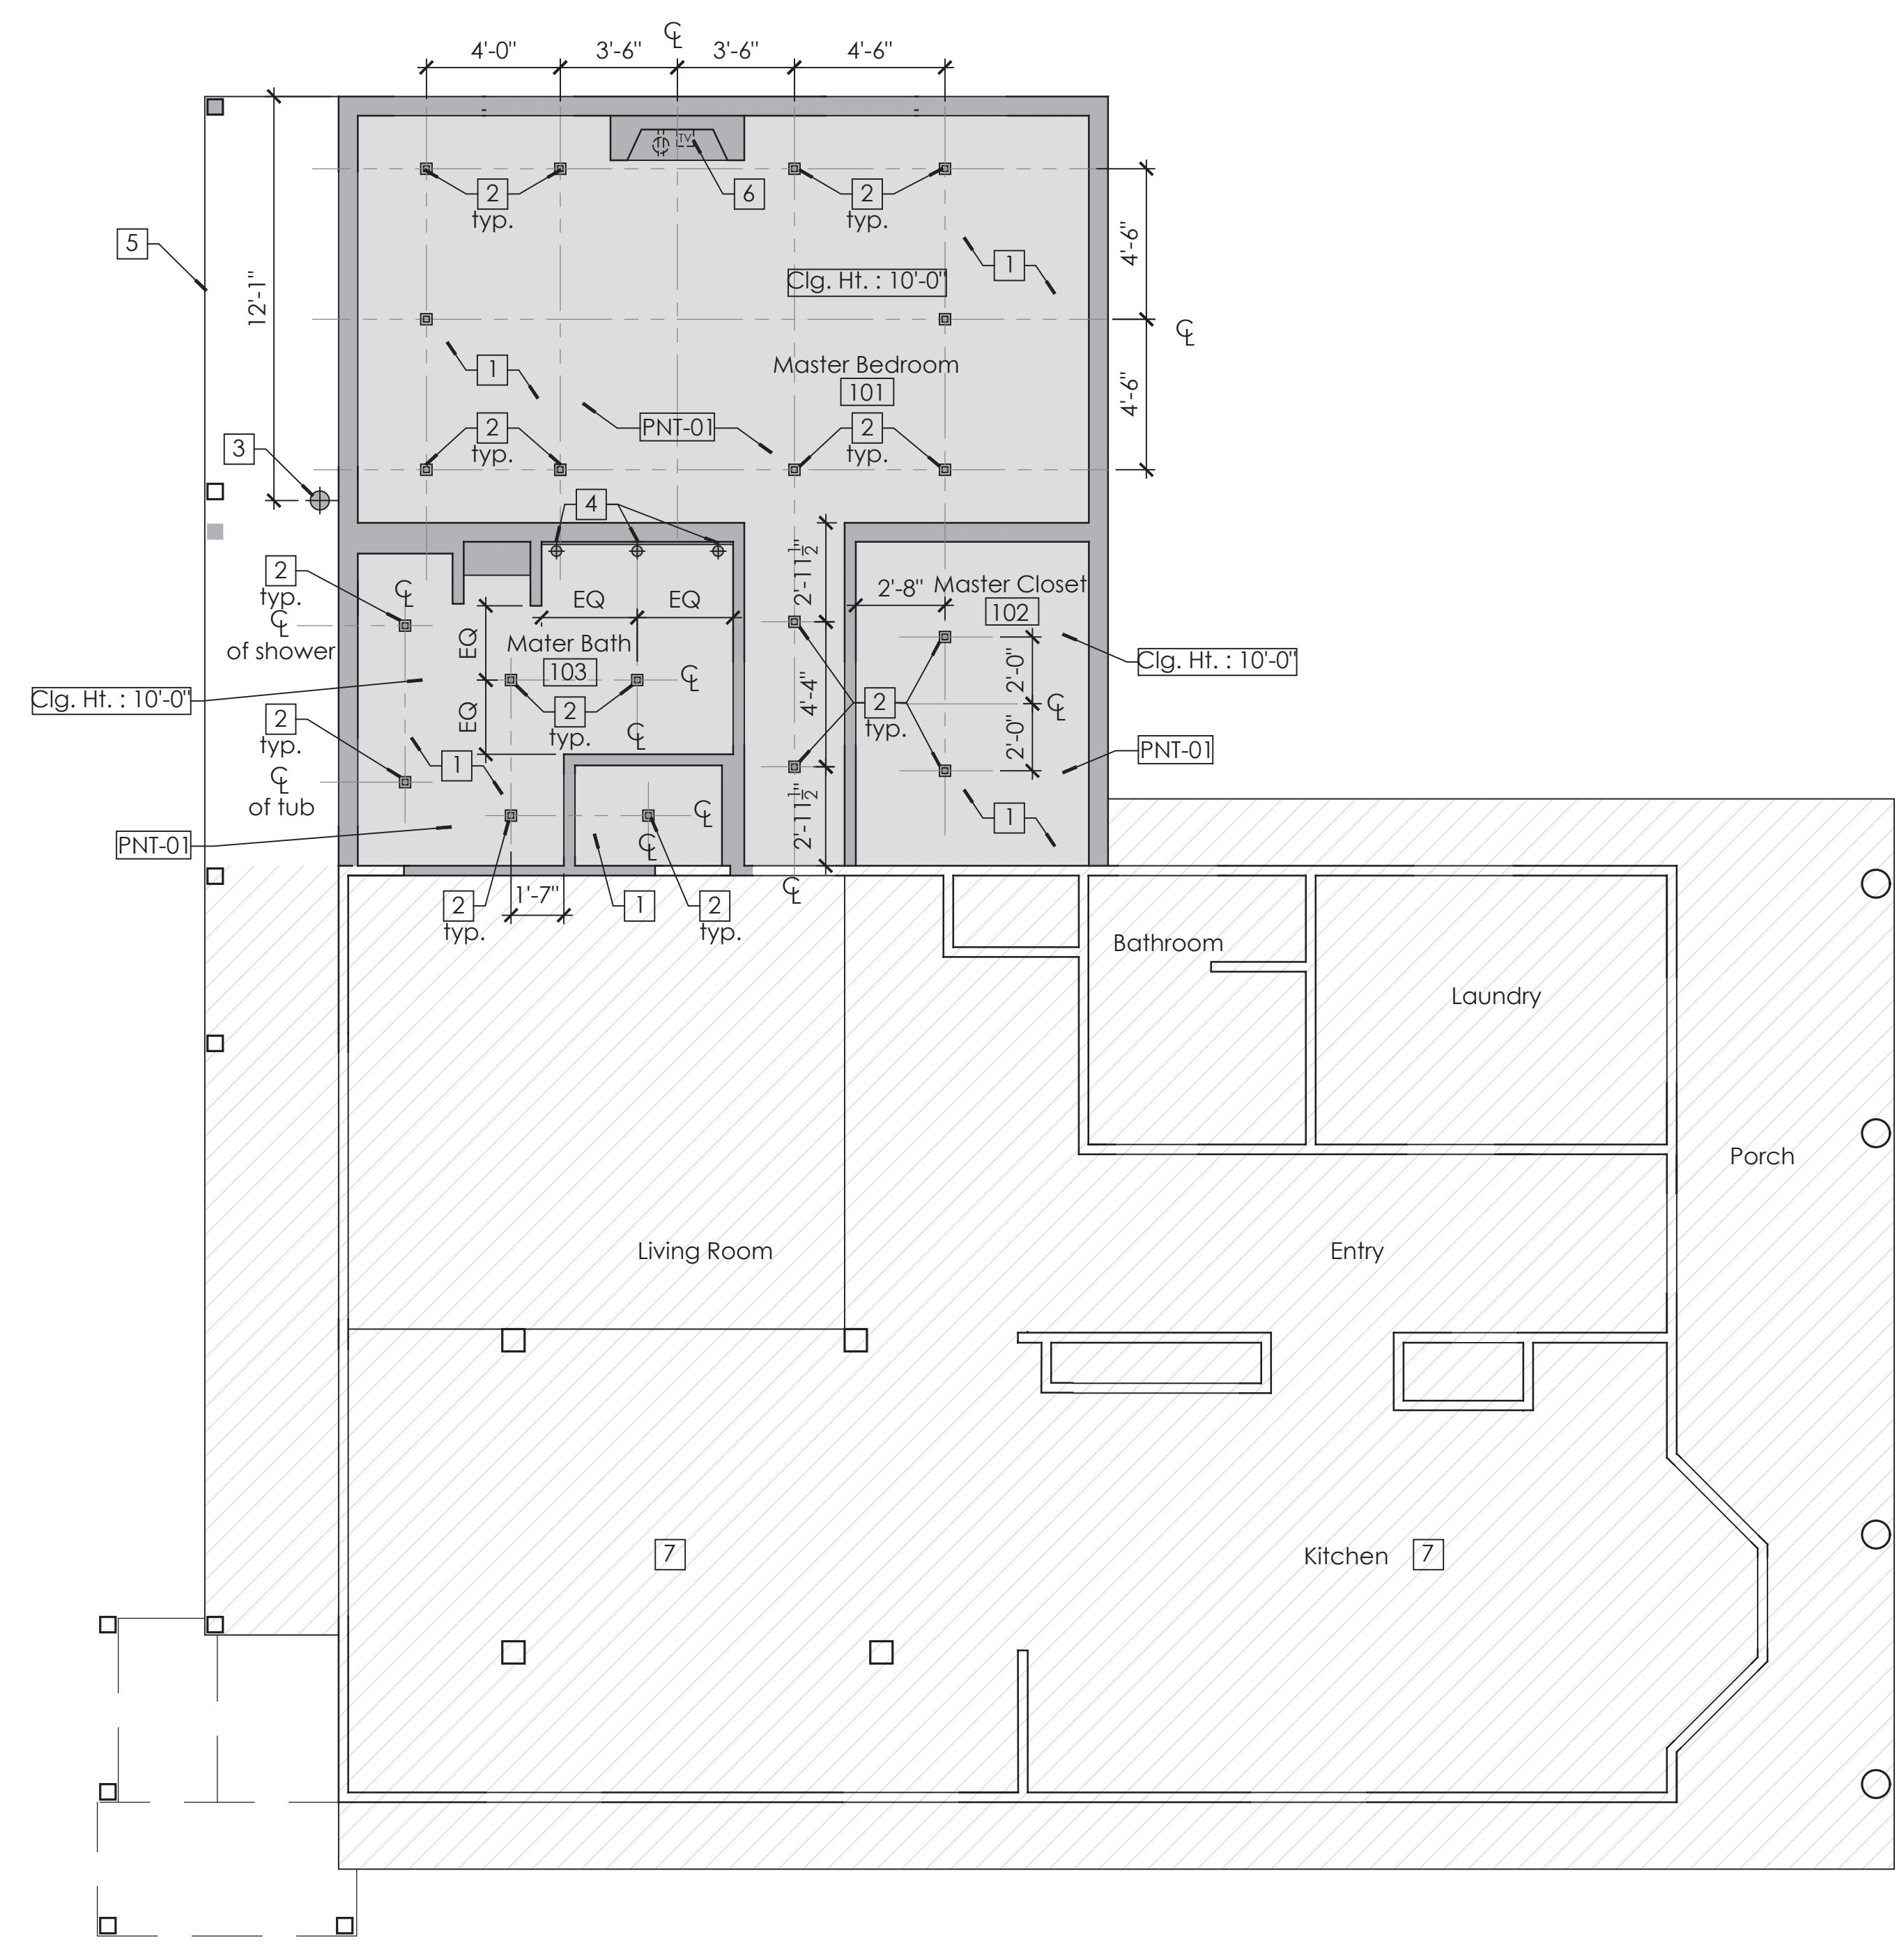 ℄
4'-0" 3'-6" 3'-6" 4'-6"
TV
2 2 6
typ. typ.
5
1
4'-6"
Clg. Ht. : 10'-0"
12'-1"
℄
Master Bedroom
101
1
4'-6"
2 PNT-01 2
typ. typ.
3
4
2
typ.
℄
of shower
℄
EQ EQ
2'-11 1/2"
2'-8" Master Closet
102
EQ
Mater Bath
103
℄
Clg. Ht. : 10'-0"
2'-0"
Clg. Ht. : 10'-0"
4'-4"
2
typ.
℄
2
typ.
EQ
2
typ.
℄
2'-0"
PNT-01
℄
of tub
1
℄
℄
2'-11 1/2"
1
PNT-01
2
typ.
1'-7"
1
2
typ.
℄
Bathroom
Laundry
Porch
Living Room
Entry
7
Kitchen 7